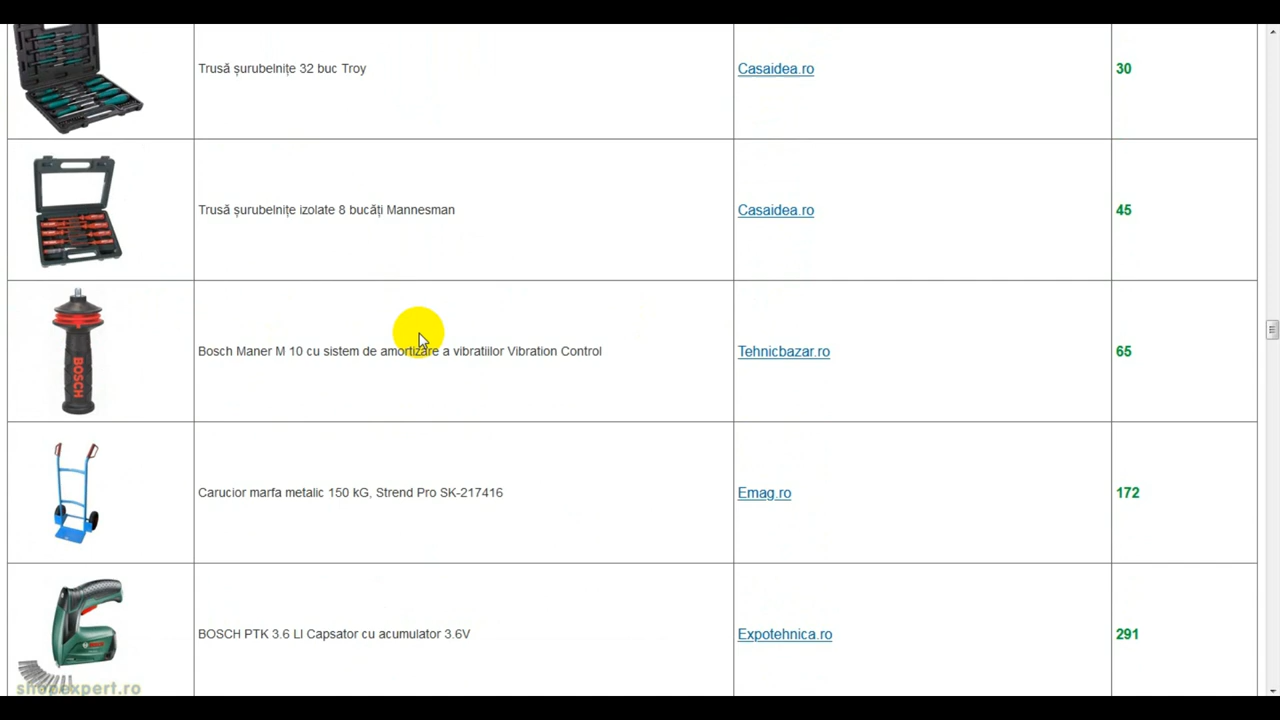 Trusă șurubelnițe 32 buc Troy
Casaidea.ro
30
Trusă șurubelnițe izolate 8 bucăți Mannesman
Casaidea.ro
45
BOSCH
Bosch Maner M 10 cu sistem de amortizare a vibratiilor Vibration Control
Tehnicbazar.ro
65
Carucior marfa metalic 150 kG, Strend Pro SK-217416
Emag.ro
172
BOSCH PTK 3.6 LI Capsator cu acumulator 3.6V
Expotehnica.ro
291
shopexpert.ro